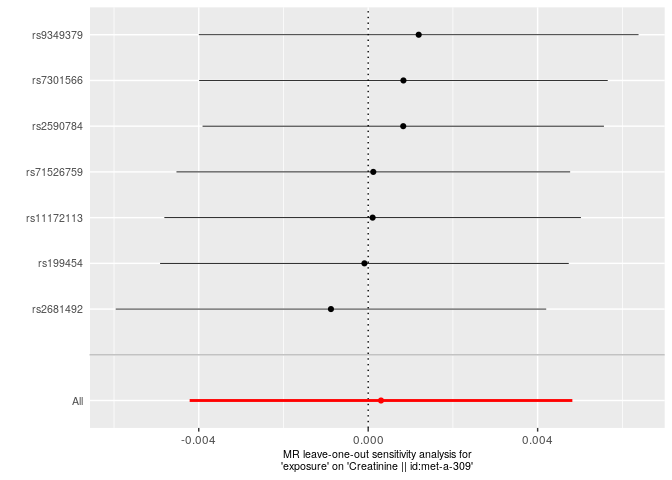 rs9349379
rs7301566
rs2590784
rs71526759
rs11172113
rs199454
rs2681492
All
-0.004 0.000 0.004
MR leave-one-out sensitivity analysis for
'exposure' on 'Creatinine || id:met-a-309'